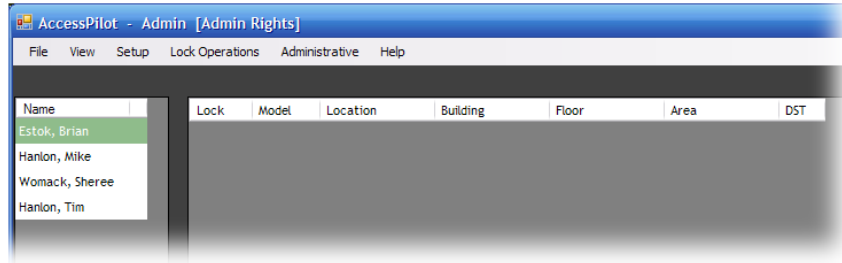 AccessPilot - Admin [Admin Rights]
File View Setup Lock Operations Administrative Help
Name Lock Model Location Building Floor Area DST
Estok, Brian
Hanlon, Mike
Womack, Sheree
Hanlon, Tim